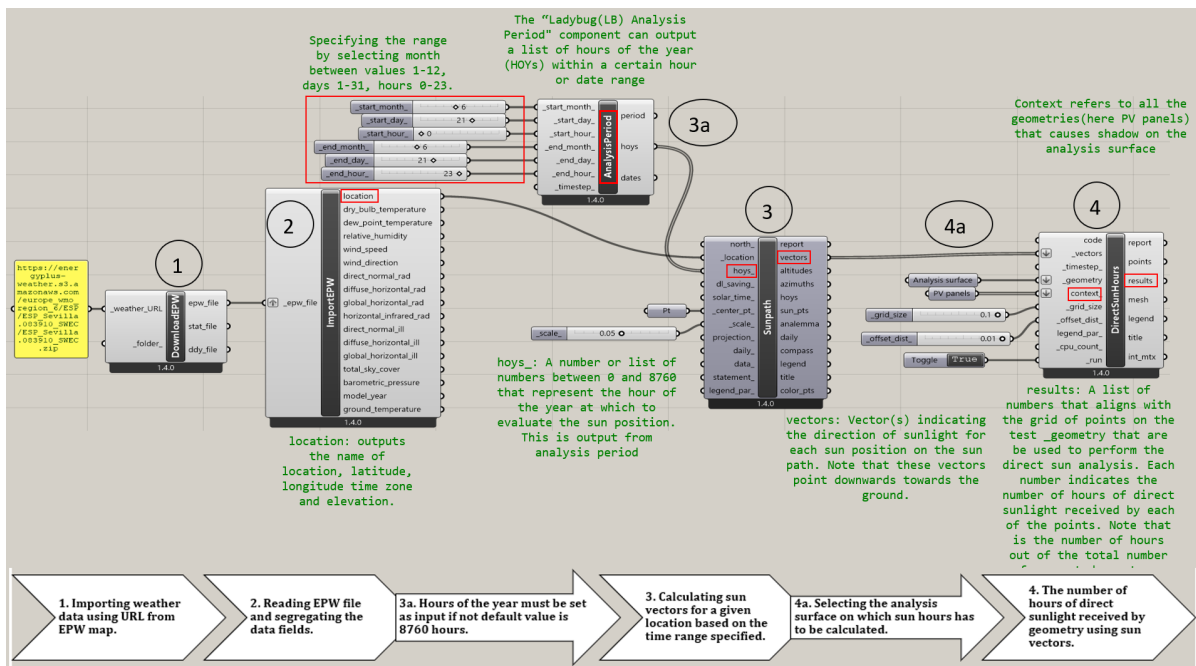 The “Ladybug(LB) Analysis
Period” component can output
a list of hours of the year
(HOYs) within a certain hour
or date range
Specifying the range
by selecting month
between values 1-12,
days 1-31, hours 0-23.
Context refers to all the
geometries(here PV panels)
that causes shadow on the
analysis surface
_start_month_ 6
_start_day_ 21
_start_hour_ 0
_end_month_ 6
_end_day_ 21
_end_hour_ 23
_start_month_
_start_day_
_start_hour_
_end_month_
_end_day_
_end_hour_
_timestep_
AnalysisPeriod
period
hoys
dates
1.4.0
3a
2
_epw_file
ImportEPW
location
dry_bulb_temperature
dew_point_temperature
relative_humidity
wind_speed
wind_direction
direct_normal_rad
diffuse_horizontal_rad
global_horizontal_rad
horizontal_infrared_rad
direct_normal_ill
diffuse_horizontal_ill
global_horizontal_ill
total_sky_cover
barometric_pressure
model_year
ground_temperature
1.4.0
1
https://ener
gyplus-
weather.s3.a
mazonaws.com
/europe_wmo_
region_6/ESP
/ESP_Sevilla
.083910_SWEC
/ESP_Sevilla
.083910_SWEC
.zip
_weather_URL
_folder_
DownloadEPW
epw_file
stat_file
ddy_file
1.4.0
3
Pt
_scale_ 0.05
north_
_location
hoys_
dl_saving_
solar_time_
_center_pt_
_scale_
projection_
daily_
data_
statement_
legend_par_
Sunpath
report
vectors
altitudes
azimuths
hoys
sun_pts
analemma
daily
compass
legend
title
color_pts
1.4.0
4a
4
Analysis surface
PV panels
_grid_size 0.1
_offset_dist_ 0.01
Toggle True
code
_vectors
_timestep_
_geometry
context_
_grid_size
_offset_dist_
legend_par_
_cpu_count_
_run
DirectSunHours
report
points
results
mesh
legend
title
int_mtx
1.4.0
location: outputs
the name of
location, latitude,
longitude time zone
and elevation.
hoys_: A number or list of
numbers between 0 and 8760
that represent the hour of
the year at which to
evaluate the sun position.
This is output from
analysis period
vectors: Vector(s) indicating
the direction of sunlight for
each sun position on the sun
path. Note that these vectors
point downwards towards the
ground.
results: A list of
numbers that aligns with
the grid of points on the
test _geometry that are
be used to perform the
direct sun analysis. Each
number indicates the
number of hours of direct
sunlight received by each
of the points. Note that
is the number of hours
out of the total number
1. Importing weather
data using URL from
EPW map.
2. Reading EPW file
and segregating the
data fields.
3a. Hours of the year must be set
as input if not default value is
8760 hours.
3. Calculating sun
vectors for a given
location based on the
time range specified.
4a. Selecting the analysis
surface on which sun hours has
to be calculated.
4. The number of
hours of direct
sunlight received by
geometry using sun
vectors.